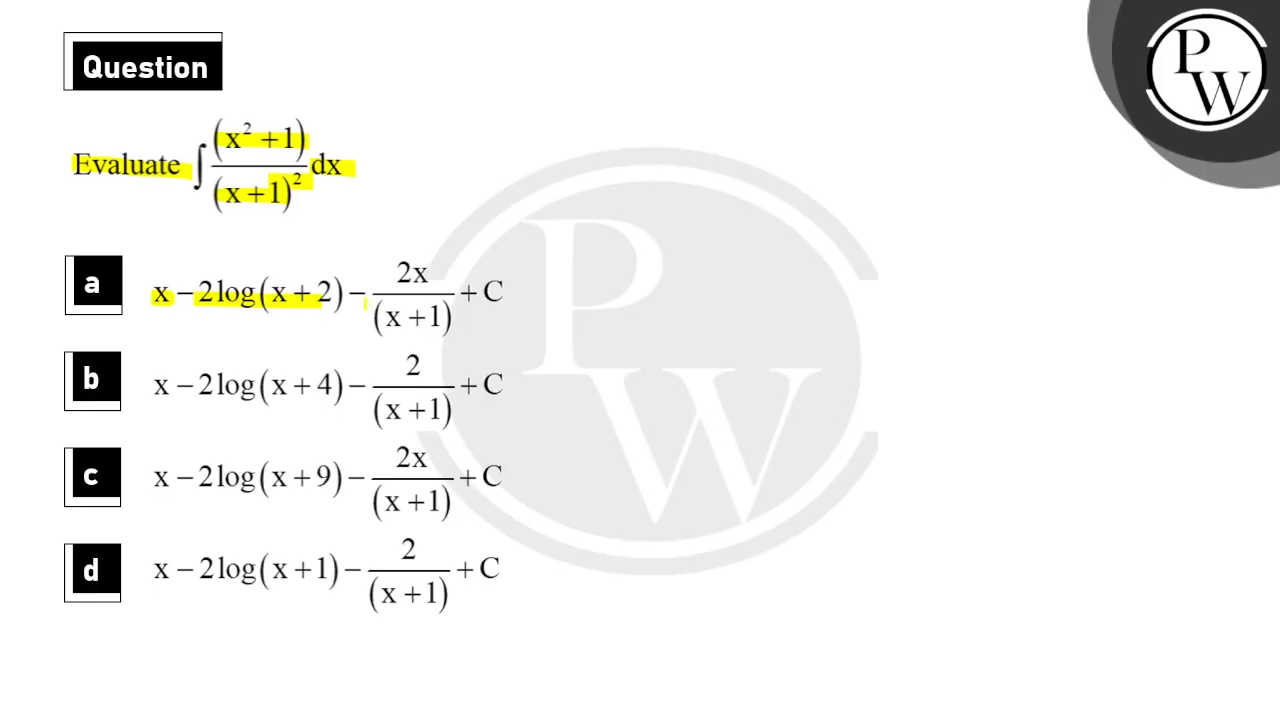 Question
P
W
Evaluate ∫ (x² + 1) / (x + 1)² dx
a x − 2log(x + 2) − 2x / (x + 1) + C
b x − 2log(x + 4) − 2 / (x + 1) + C
c x − 2log(x + 9) − 2x / (x + 1) + C
d x − 2log(x + 1) − 2 / (x + 1) + C
P
W